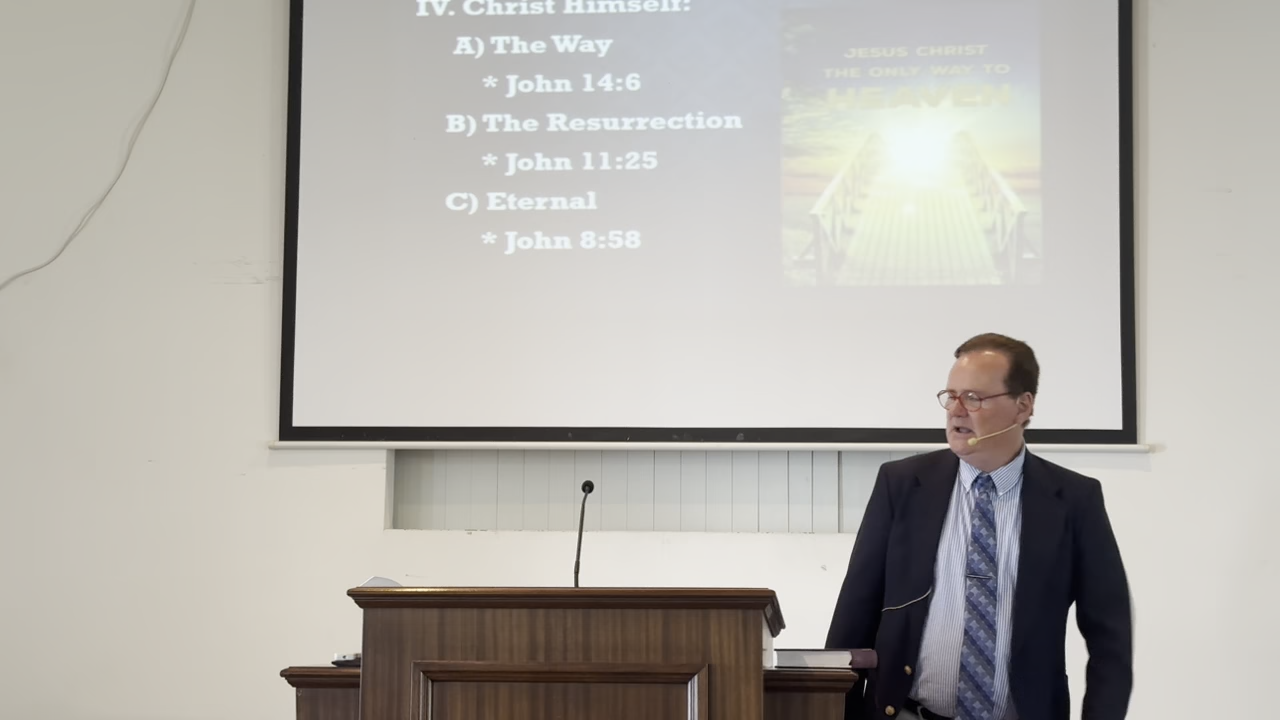 IV. Christ Himself:
A) The Way
* John 14:6
B) The Resurrection
* John 11:25
C) Eternal
* John 8:58
JESUS CHRIST
THE ONLY WAY TO
HEAVEN